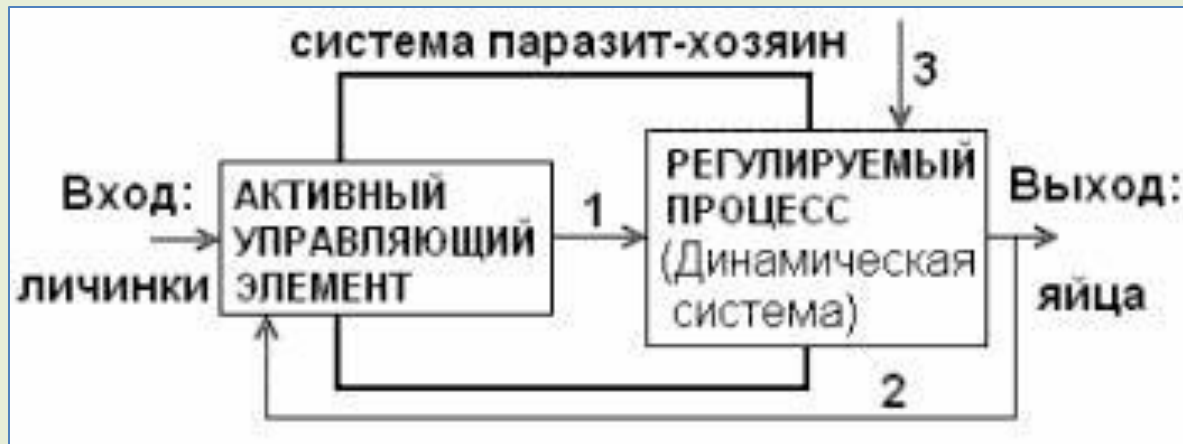 система паразит-хозяин
3
Вход:
личинки
АКТИВНЫЙ
УПРАВЛЯЮЩИЙ
ЭЛЕМЕНТ
1
РЕГУЛИРУЕМЫЙ
ПРОЦЕСС
(Динамическая
система)
Выход:
яйца
2